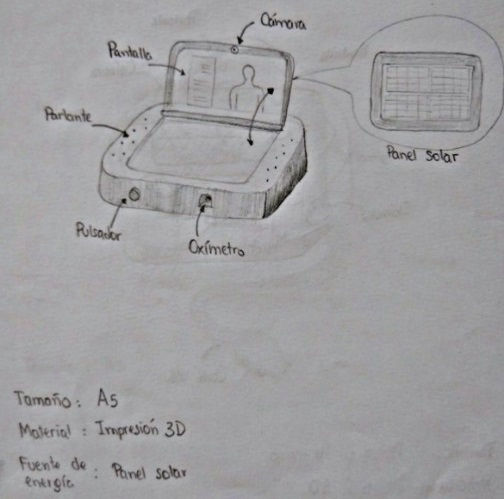 Cámara
Pantalla
Parlante
Panel solar
Pulsador
Oxímetro
Tamaño: A5
Material: Impresión 3D
Fuente de energía: Panel solar